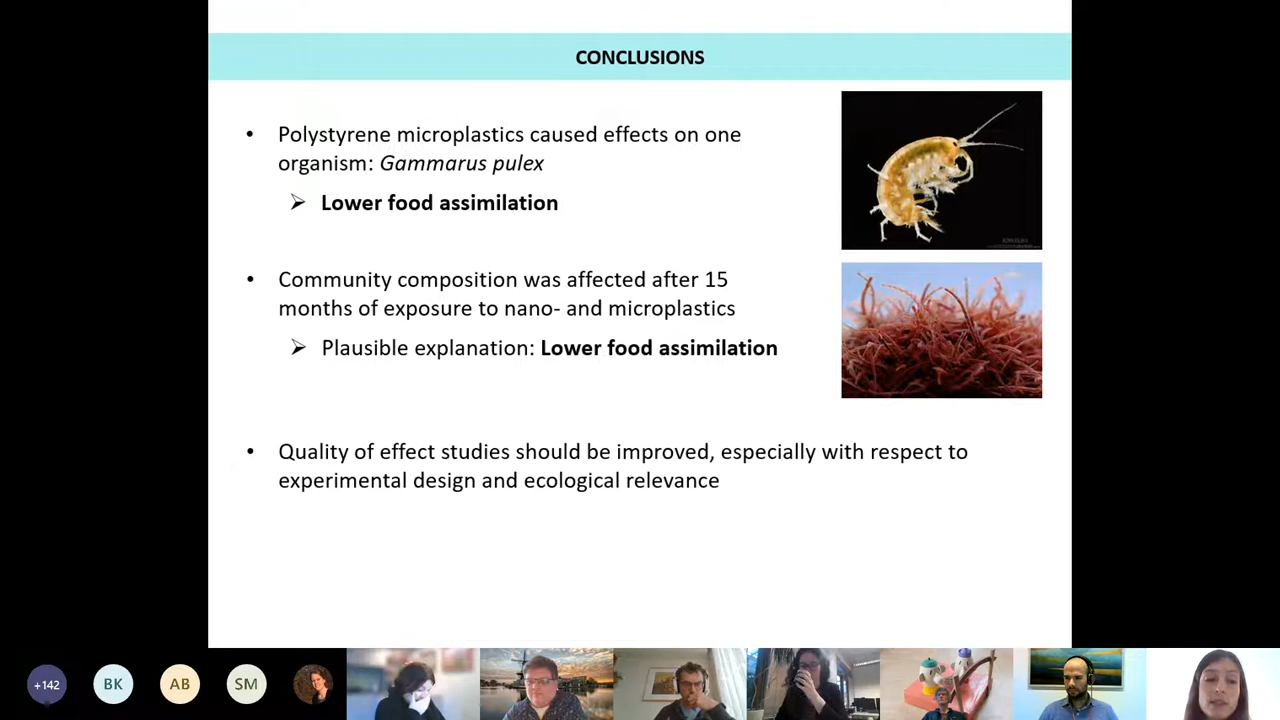 CONCLUSIONS
• Polystyrene microplastics caused effects on one
organism: Gammarus pulex
➢ Lower food assimilation
• Community composition was affected after 15
months of exposure to nano- and microplastics
➢ Plausible explanation: Lower food assimilation
• Quality of effect studies should be improved, especially with respect to
experimental design and ecological relevance
+142
BK
AB
SM